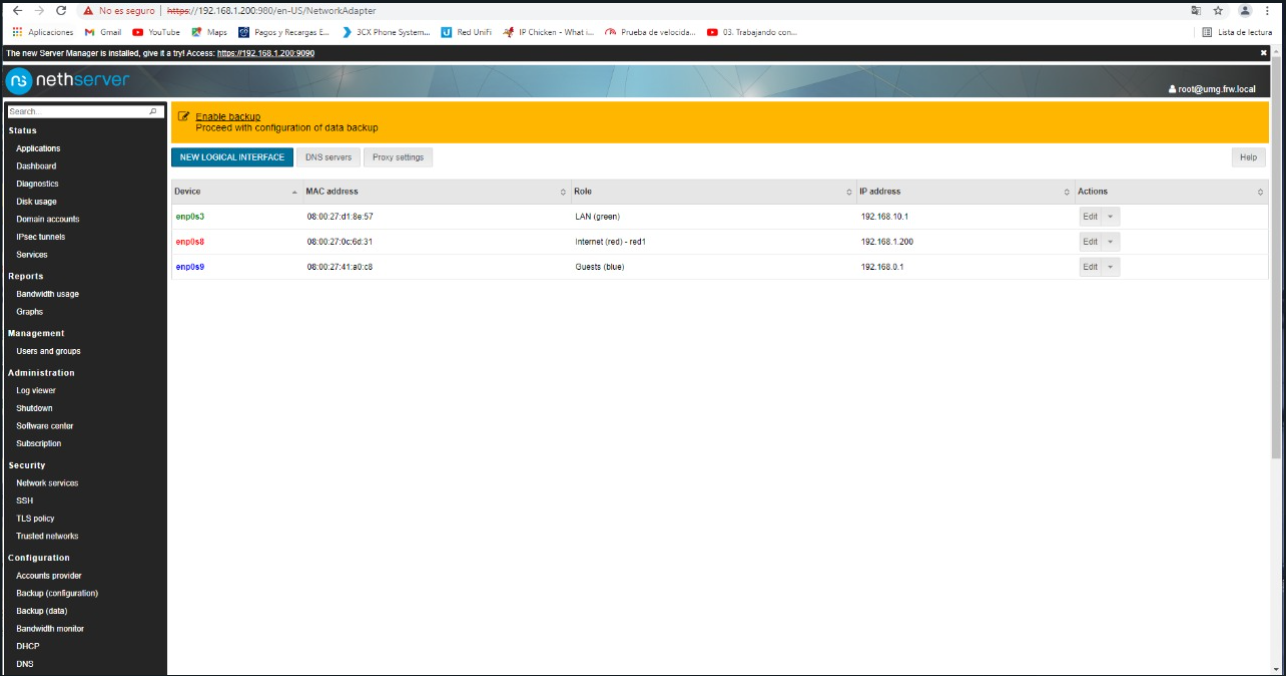 No es seguro | https://192.168.1.200:980/en-US/NetworkAdapter
Aplicaciones Gmail YouTube Maps Pagos y Recargas E... 3CX Phone System... Red Unifi IP Chicken - What i... Prueba de velocida... 03. Trabajando con... Lista de lectura
The new Server Manager is installed, give it a try! Access: https://192.168.1.200:9090
nethserver
root@umg.frw.local
Search
Enable backup
Proceed with configuration of data backup
NEW LOGICAL INTERFACE DNS servers Proxy settings Help
Device MAC address Role IP address Actions
enp0s3 08:00:27:d1:8e:57 LAN (green) 192.168.10.1 Edit
enp0s8 08:00:27:0c:6d:31 Internet (red) - red1 192.168.1.200 Edit
enp0s9 08:00:27:41:a0:c8 Guests (blue) 192.168.0.1 Edit
Status
Applications
Dashboard
Diagnostics
Disk usage
Domain accounts
IPsec tunnels
Services
Reports
Bandwidth usage
Graphs
Management
Users and groups
Administration
Log viewer
Shutdown
Software center
Subscription
Security
Network services
SSH
TLS policy
Trusted networks
Configuration
Accounts provider
Backup (configuration)
Backup (data)
Bandwidth monitor
DHCP
DNS